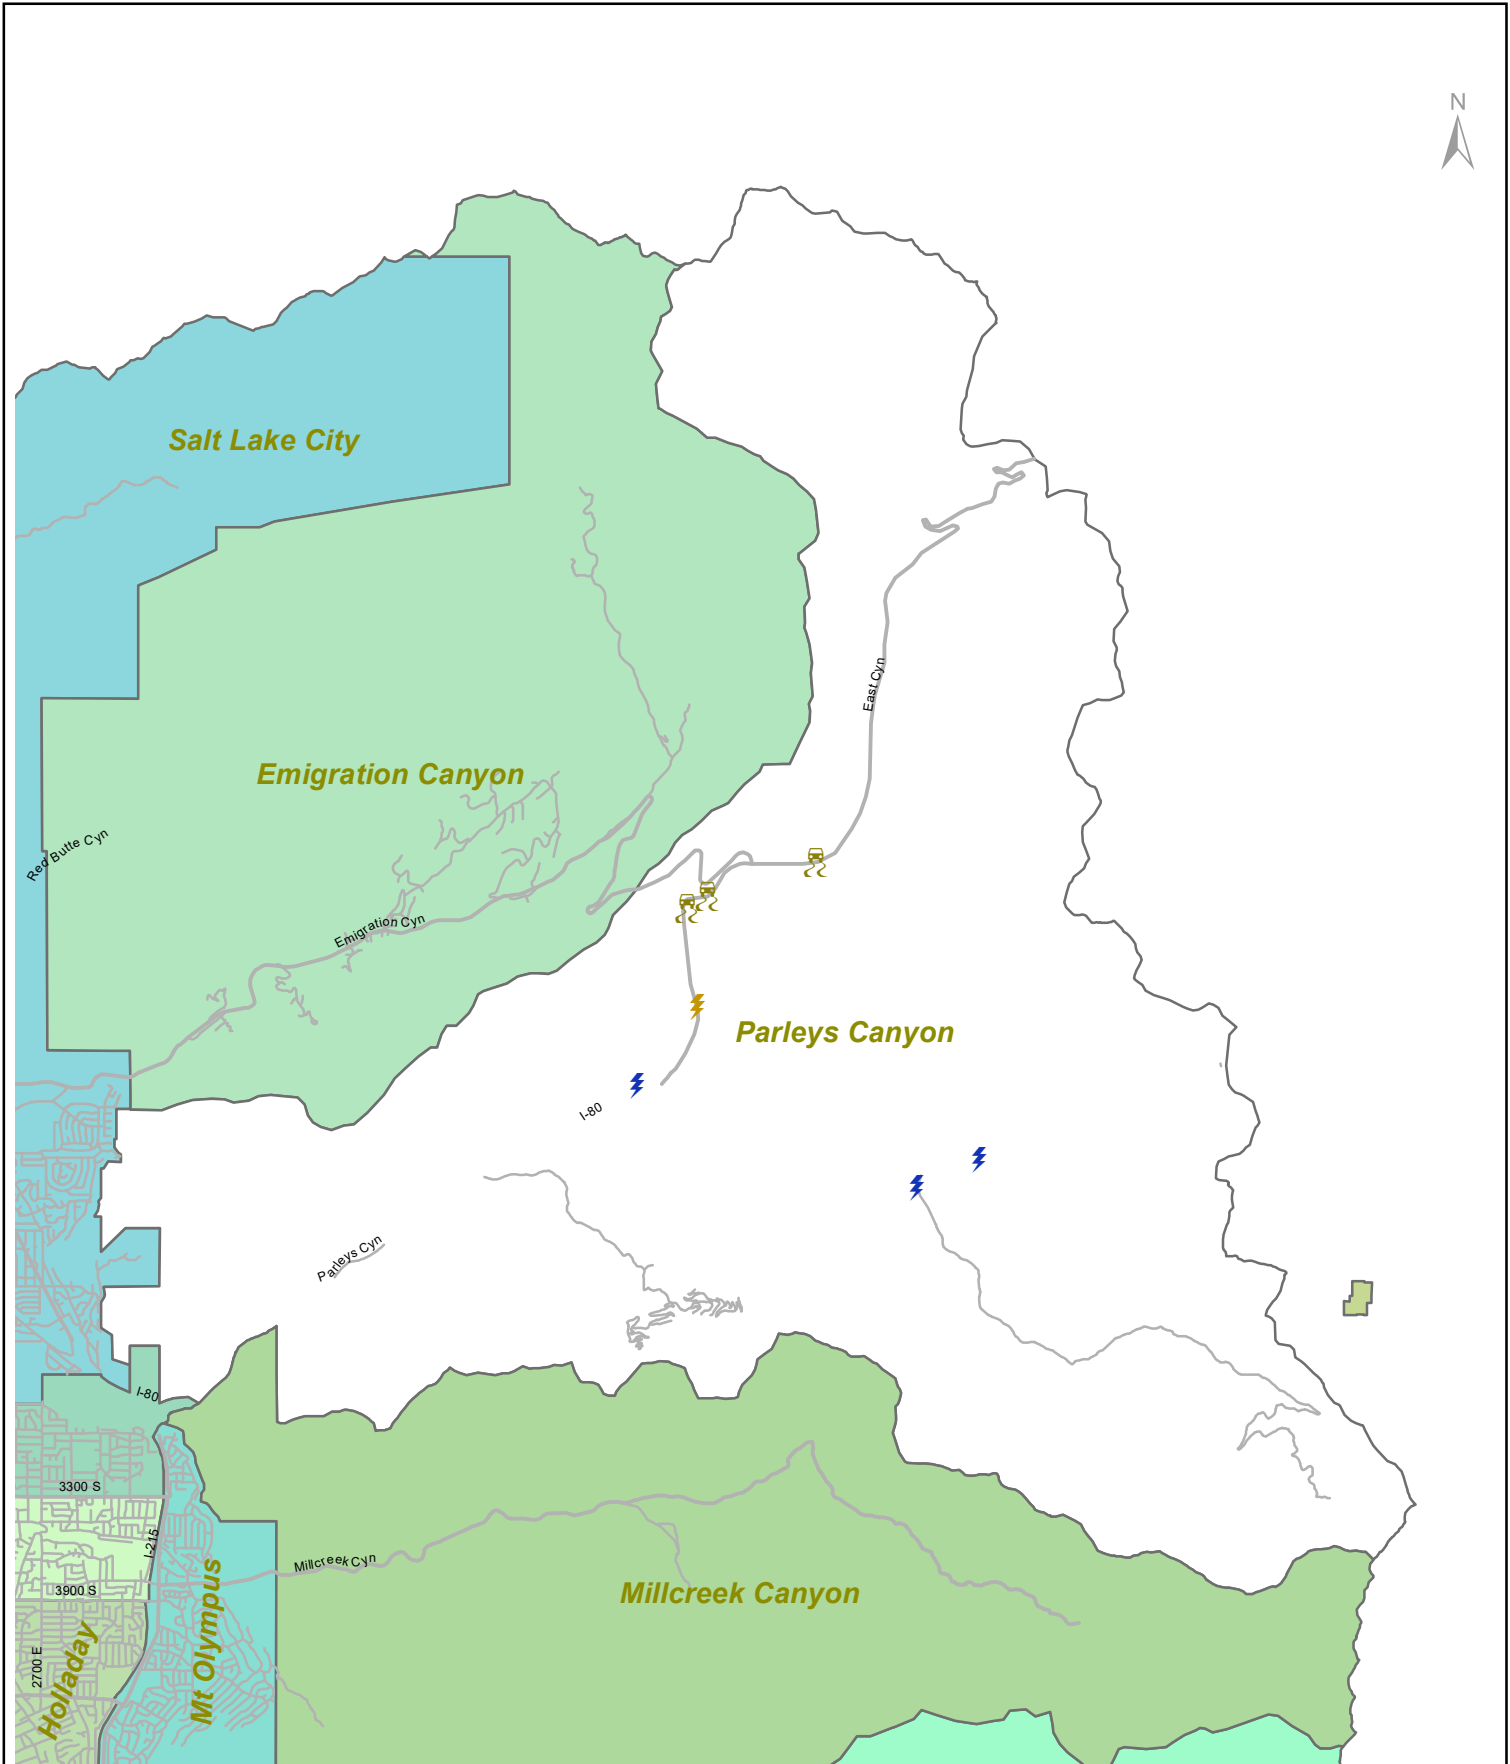 N
Salt Lake City
East Cyn
Emigration Canyon
Red Butte Cyn
Emigration Cyn
Parleys Canyon
I-80
Parleys Cyn
I-80
3300 S
I-215
Millcreek Cyn
3900 S
Millcreek Canyon
Mt Olympus
2700 E
Holladay